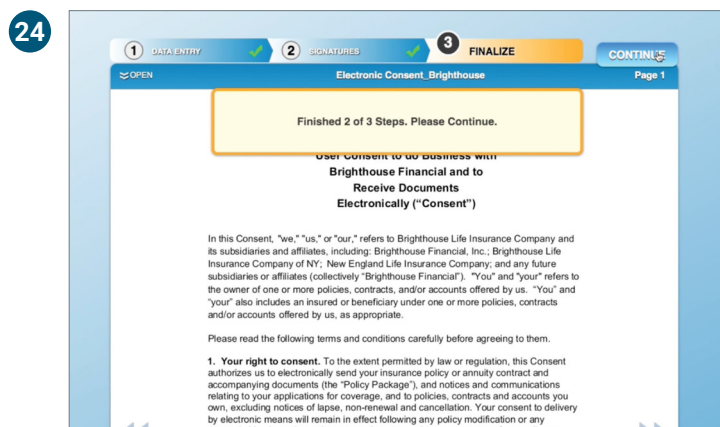 24
1 DATA ENTRY
2 SIGNATURES
3 FINALIZE
CONTINUE
OPEN
Electronic Consent_Brighthouse
Page 1
Finished 2 of 3 Steps. Please Continue.
User Consent to do Business with
Brighthouse Financial and to
Receive Documents
Electronically (“Consent”)
In this Consent, "we," "us," or "our," refers to Brighthouse Life Insurance Company and
its subsidiaries and affiliates, including: Brighthouse Financial, Inc.; Brighthouse Life
Insurance Company of NY; New England Life Insurance Company; and any future
subsidiaries or affiliates (collectively “Brighthouse Financial”). "You" and "your" refers to
the owner of one or more policies, contracts, and/or accounts offered by us. “You” and
“your” also includes an insured or beneficiary under one or more policies, contracts
and/or accounts offered by us, as appropriate.
Please read the following terms and conditions carefully before agreeing to them.
1. Your right to consent. To the extent permitted by law or regulation, this Consent
authorizes us to electronically send your insurance policy or annuity contract and
accompanying documents (the “Policy Package”), and notices and communications
relating to your applications for coverage, and to policies, contracts and accounts you
own, excluding notices of lapse, non-renewal and cancellation. Your consent to delivery
by electronic means will remain in effect following any policy modification or any